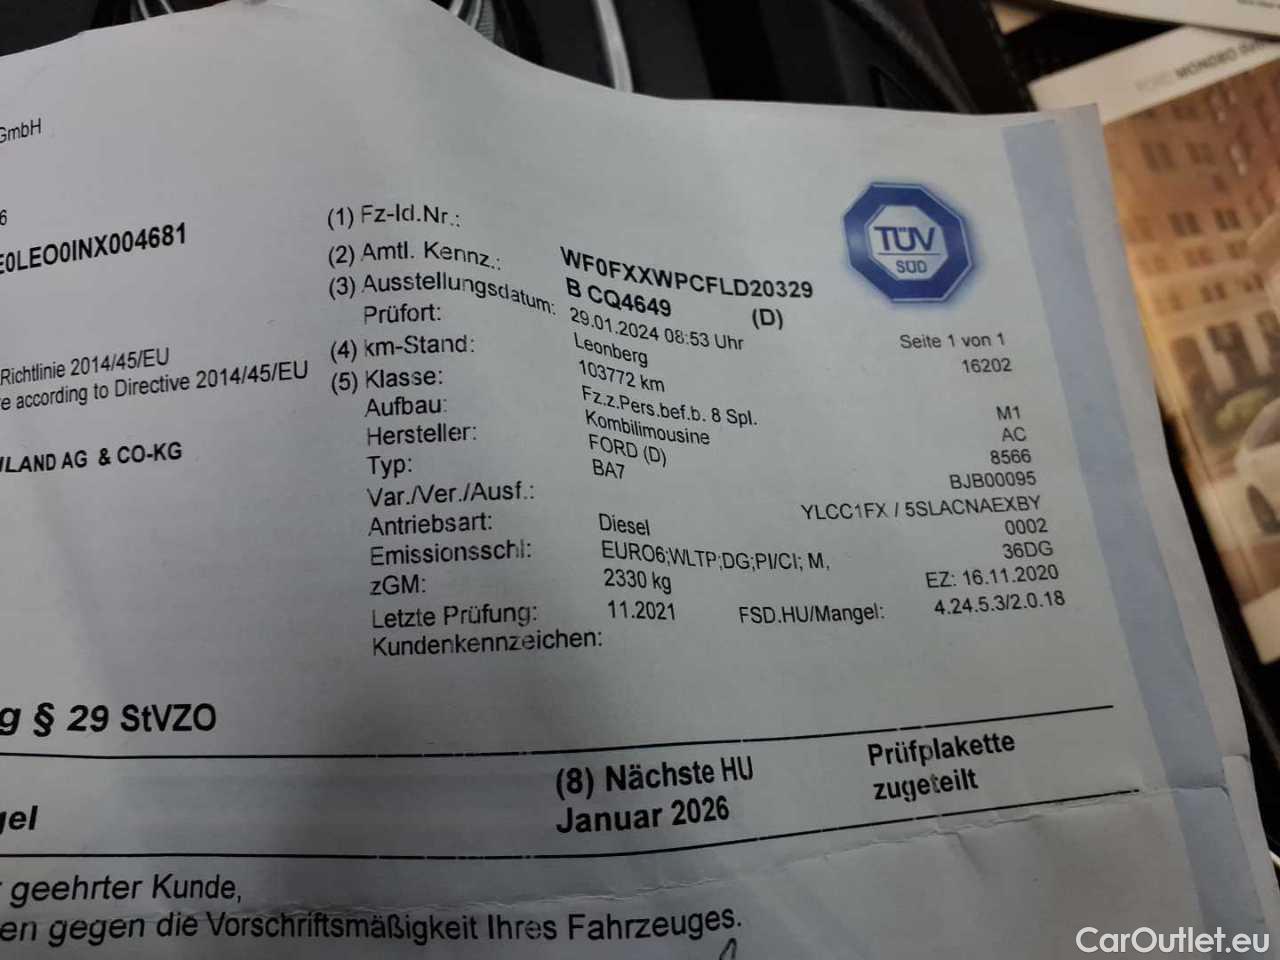 FORD MONDEO
GmbH
6
E0LEO0INX004681
Richtlinie 2014/45/EU
e according to Directive 2014/45/EU
LAND AG & CO-KG
TÜV
SÜD
(1) Fz-Id.Nr.: WF0FXXWPCFLD20329
(2) Amtl. Kennz.: B CQ4649 (D)
(3) Ausstellungsdatum: 29.01.2024 08:53 Uhr Seite 1 von 1
Prüfort: Leonberg 16202
(4) km-Stand: 103772 km
(5) Klasse: Fz.z.Pers.bef.b. 8 Spl. M1
Aufbau: Kombilimousine AC
Hersteller: FORD (D) 8566
Typ: BA7 BJB00095
Var./Ver./Ausf.: YLCC1FX / 5SLACNAEXBY
Antriebsart: Diesel 0002
Emissionsschl: EURO6;WLTP;DG;PI/CI; M, 36DG
zGM: 2330 kg EZ: 16.11.2020
Letzte Prüfung: 11.2021 FSD.HU/Mangel: 4.24.5.3/2.0.18
Kundenkennzeichen:
g § 29 StVZO
gel
(8) Nächste HU
Januar 2026
Prüfplakette
zugeteilt
r geehrter Kunde,
en gegen die Vorschriftsmäßigkeit Ihres Fahrzeuges.
CarOutlet.eu